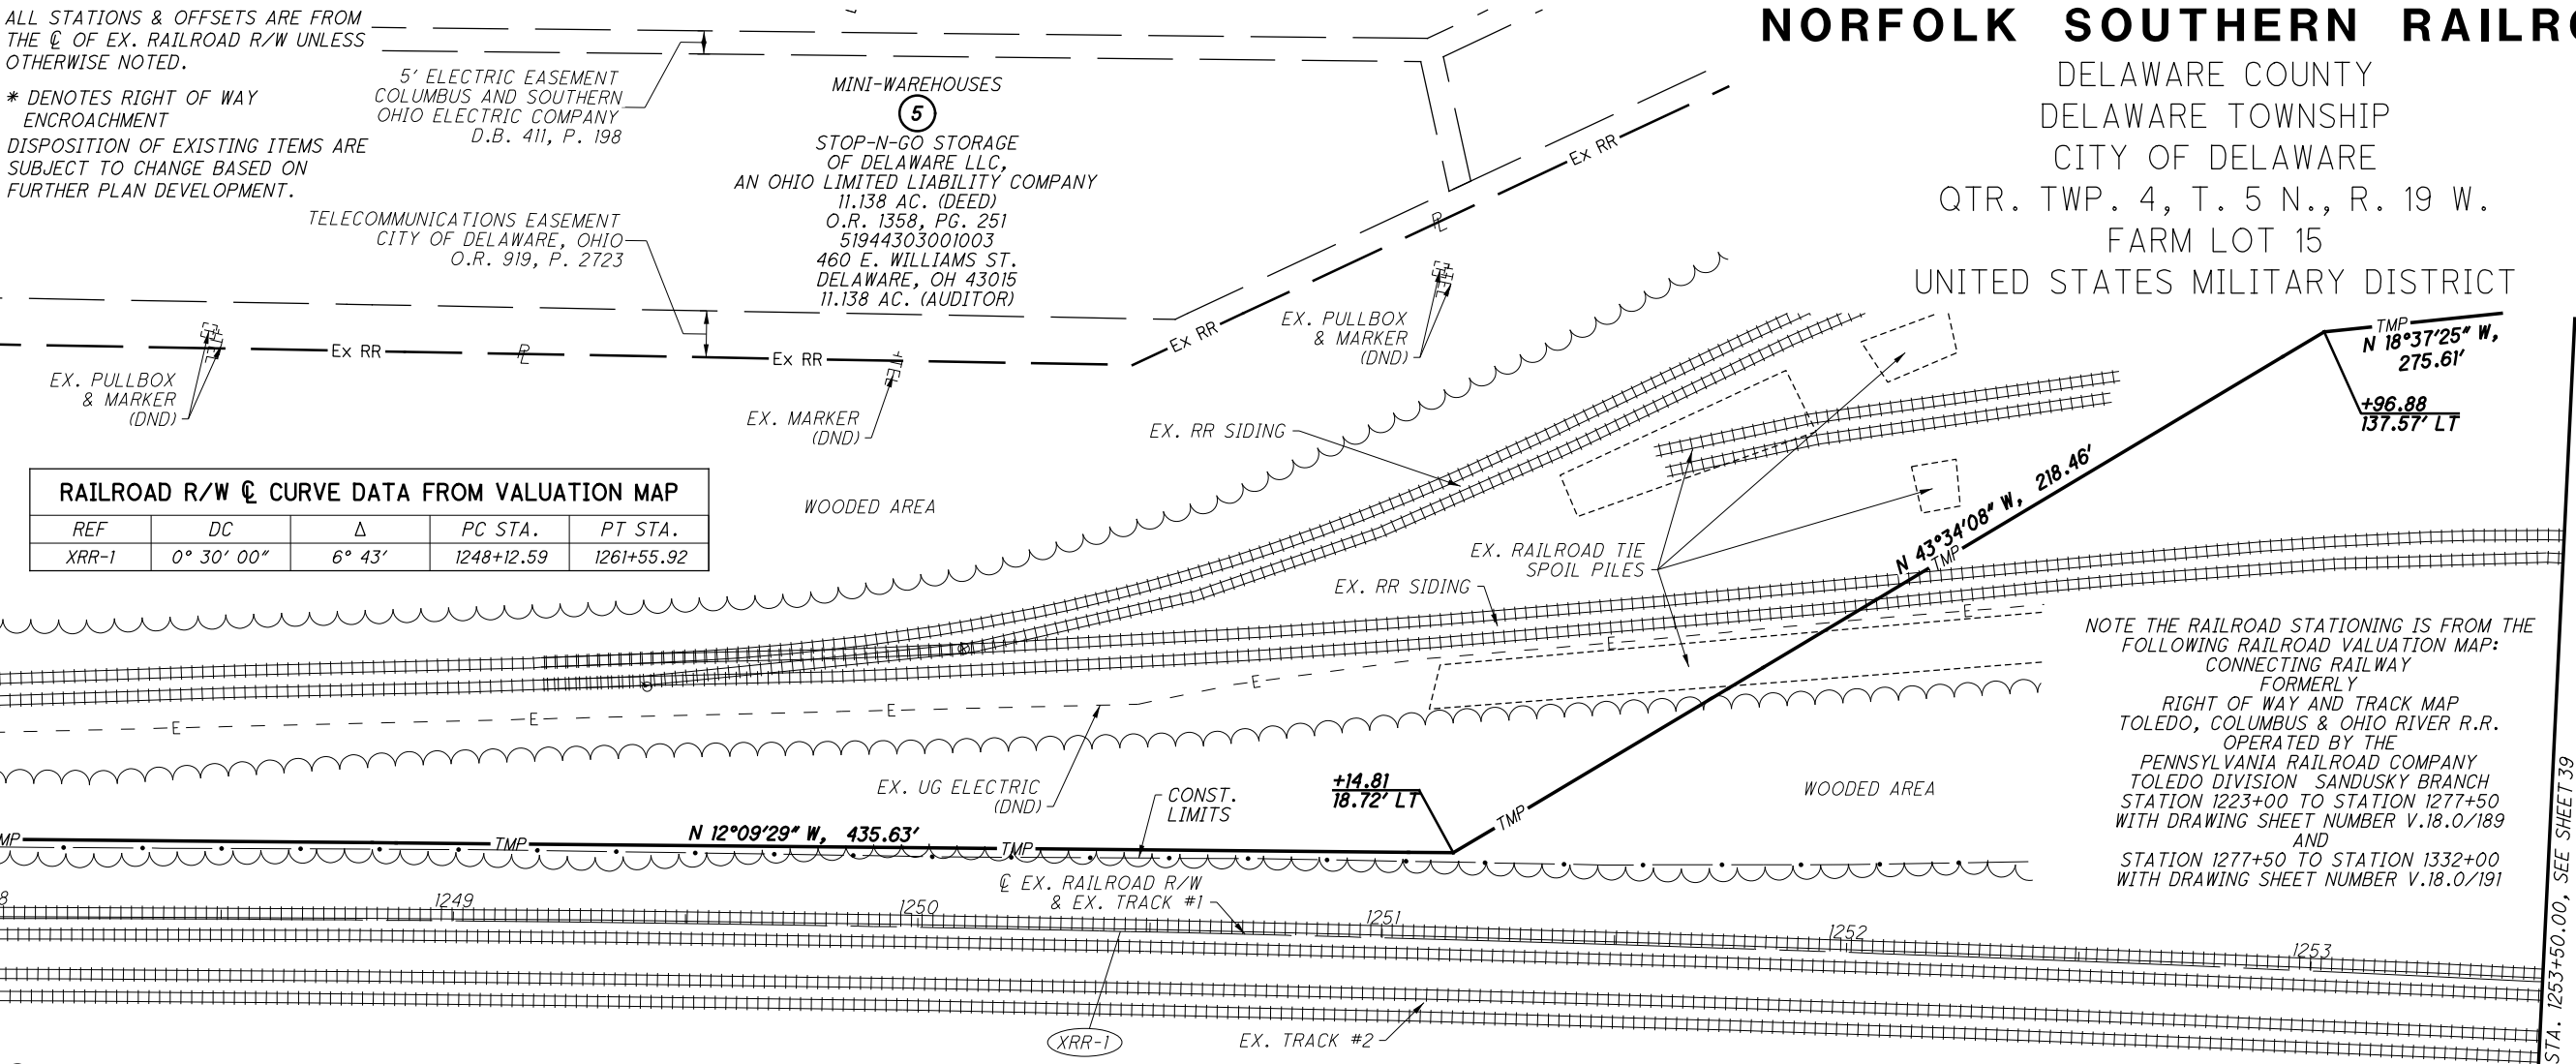 ALL STATIONS & OFFSETS ARE FROM
THE ℄ OF EX. RAILROAD R/W UNLESS
OTHERWISE NOTED.
* DENOTES RIGHT OF WAY
ENCROACHMENT
DISPOSITION OF EXISTING ITEMS ARE
SUBJECT TO CHANGE BASED ON
FURTHER PLAN DEVELOPMENT.
5' ELECTRIC EASEMENT
COLUMBUS AND SOUTHERN
OHIO ELECTRIC COMPANY
D.B. 411, P. 198
TELECOMMUNICATIONS EASEMENT
CITY OF DELAWARE, OHIO
O.R. 919, P. 2723
MINI-WAREHOUSES
5
STOP-N-GO STORAGE
OF DELAWARE LLC,
AN OHIO LIMITED LIABILITY COMPANY
11.138 AC. (DEED)
O.R. 1358, PG. 251
51944303001003
460 E. WILLIAMS ST.
DELAWARE, OH 43015
11.138 AC. (AUDITOR)
NORFOLK SOUTHERN RAILR
DELAWARE COUNTY
DELAWARE TOWNSHIP
CITY OF DELAWARE
QTR. TWP. 4, T. 5 N., R. 19 W.
FARM LOT 15
UNITED STATES MILITARY DISTRICT
Ex RR
PL
Ex RR
Ex RR
PL
Ex RR
TEL
TEL
TEL
EX. PULLBOX
& MARKER
(DND)
EX. MARKER
(DND)
EX. PULLBOX
& MARKER
(DND)
TMP
N 18°37'25" W,
275.61'
+96.88
137.57' LT
RAILROAD R/W ℄ CURVE DATA FROM VALUATION MAP
REF DC Δ PC STA. PT STA.
XRR-1 0° 30' 00" 6° 43' 1248+12.59 1261+55.92
WOODED AREA
EX. RR SIDING
EX. RAILROAD TIE
SPOIL PILES
EX. RR SIDING
N 43°34'08" W, 218.46'
TMP
E
E
E
E
E
E
EX. UG ELECTRIC
(DND)
CONST.
LIMITS
+14.81
18.72' LT
TMP
WOODED AREA
NOTE THE RAILROAD STATIONING IS FROM THE
FOLLOWING RAILROAD VALUATION MAP:
CONNECTING RAILWAY
FORMERLY
RIGHT OF WAY AND TRACK MAP
TOLEDO, COLUMBUS & OHIO RIVER R.R.
OPERATED BY THE
PENNSYLVANIA RAILROAD COMPANY
TOLEDO DIVISION SANDUSKY BRANCH
STATION 1223+00 TO STATION 1277+50
WITH DRAWING SHEET NUMBER V.18.0/189
AND
STATION 1277+50 TO STATION 1332+00
WITH DRAWING SHEET NUMBER V.18.0/191
MP
TMP
N 12°09'29" W, 435.63'
TMP
℄ EX. RAILROAD R/W
& EX. TRACK #1
8
1249
1250
1251
1252
1253
XRR-1
EX. TRACK #2
STA. 1253+50.00, SEE SHEET 39